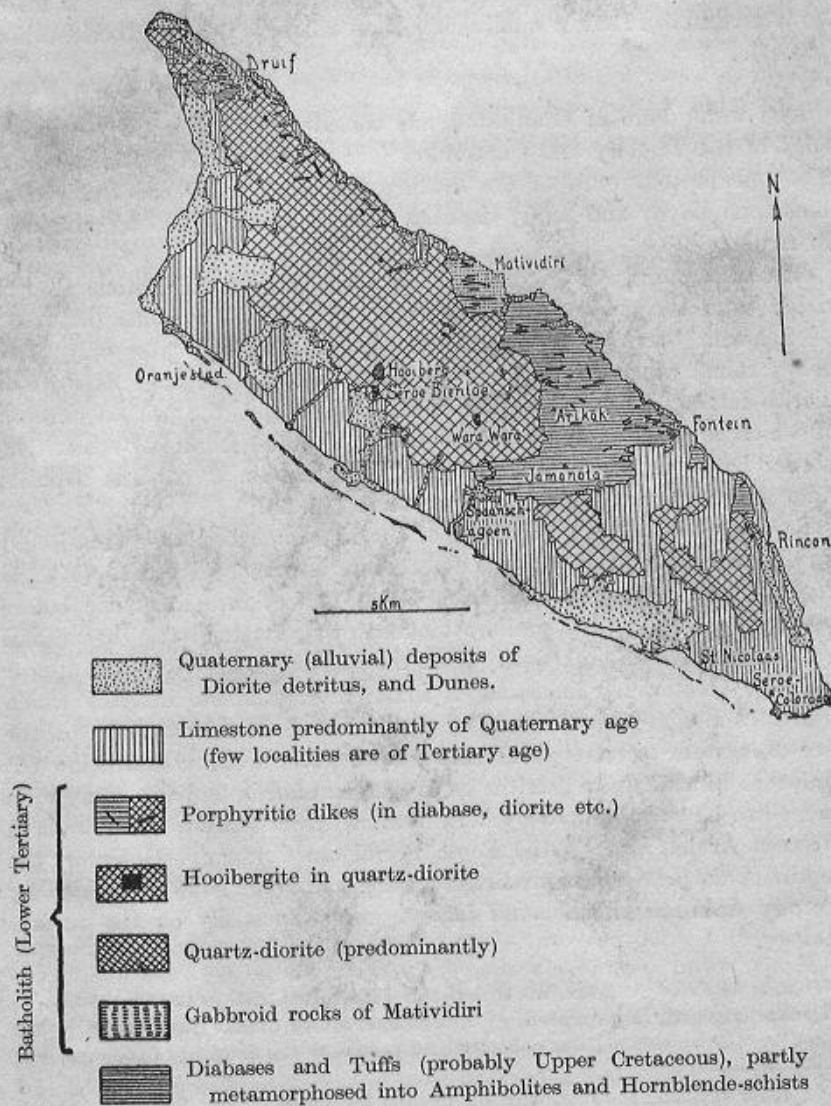 Druif
N
Matividiri
Oranjestad
Hooiberg
Seroe Bientoe
Wara Wara
Arikok
Fontein
Jamanota
Spaansch-
Lagoen
Rincon
5Km
St. Nicolaas
Seroe-
Colorado
Quaternary (alluvial) deposits of
Diorite detritus, and Dunes.
Limestone predominantly of Quaternary age
(few localities are of Tertiary age)
Porphyritic dikes (in diabase, diorite etc.)
Hooibergite in quartz-diorite
Quartz-diorite (predominantly)
Gabbroid rocks of Matividiri
Batholith (Lower Tertiary)
Diabases and Tuffs (probably Upper Cretaceous), partly
metamorphosed into Amphibolites and Hornblende-schists